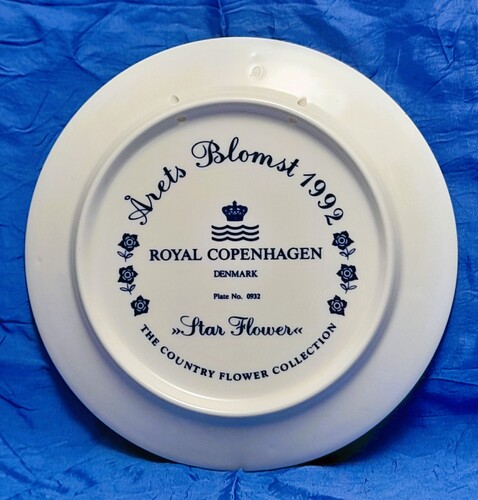 Årets Blomst 1992
ROYAL COPENHAGEN
DENMARK
Plate No. 0932
»Star Flower«
THE COUNTRY FLOWER COLLECTION